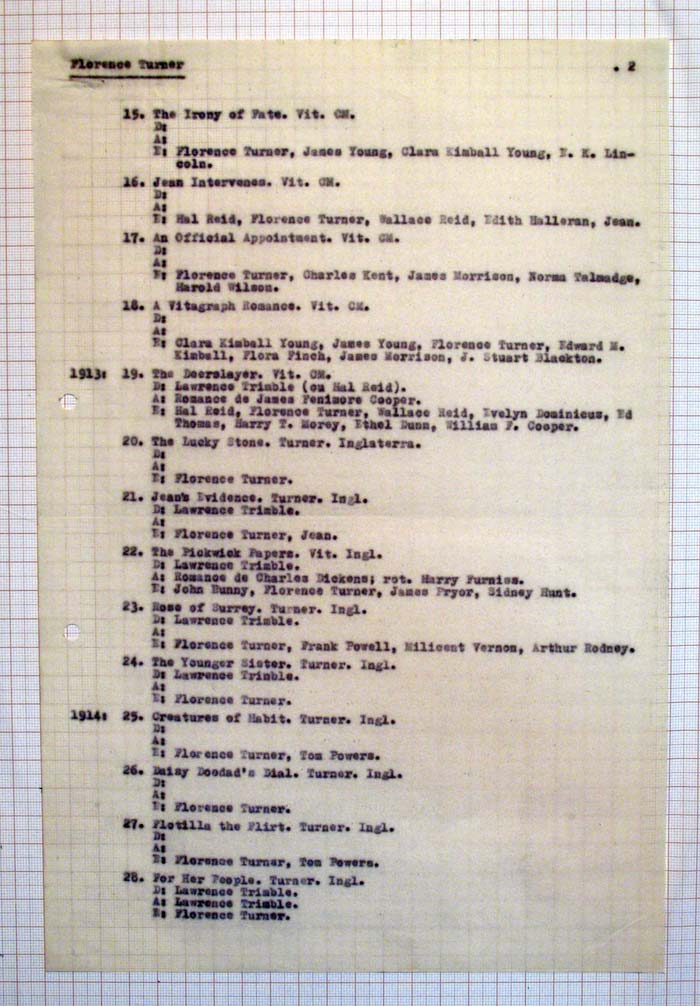 Florence Turner . 2
15. The Irony of Fate. Vit. CM.
D:
A:
E: Florence Turner, James Young, Clara Kimball Young, E. K. Lin-
coln.
16. Jean Intervenes. Vit. CM.
D:
A:
E: Hal Reid, Florence Turner, Wallace Reid, Edith Halleran, Jean.
17. An Official Appointment. Vit. CM.
D:
A:
E: Florence Turner, Charles Kent, James Morrison, Norma Talmadge,
Harold Wilson.
18. A Vitagraph Romance. Vit. CM.
D:
A:
E: Clara Kimball Young, James Young, Florence Turner, Edward M.
Kimball, Flora Finch, James Morrison, J. Stuart Blackton.
1913: 19. The Deerslayer. Vit. CM.
D: Lawrence Trimble (ou Hal Reid).
A: Romance de James Fenimore Cooper.
E: Hal Reid, Florence Turner, Wallace Reid, Evelyn Dominicus, Ed
Thomas, Harry T. Morey, Ethel Dunn, William F. Cooper.
20. The Lucky Stone. Turner. Inglaterra.
D:
A:
E: Florence Turner.
21. Jean's Evidence. Turner. Ingl.
D: Lawrence Trimble.
A:
E: Florence Turner, Jean.
22. The Pickwick Papers. Vit. Ingl.
D: Lawrence Trimble.
A: Romance de Charles Dickens; rot. Harry Furniss.
E: John Bunny, Florence Turner, James Pryor, Sidney Hunt.
23. Rose of Surrey. Turner. Ingl.
D: Lawrence Trimble.
A:
E: Florence Turner, Frank Powell, Milicent Vernon, Arthur Rodney.
24. The Younger Sister. Turner. Ingl.
D: Lawrence Trimble.
A:
E: Florence Turner.
1914: 25. Creatures of Habit. Turner. Ingl.
D:
A:
E: Florence Turner, Tom Powers.
26. Daisy Doodad's Dial. Turner. Ingl.
D:
A:
E: Florence Turner.
27. Flotilla the Flirt. Turner. Ingl.
D:
A:
E: Florence Turner, Tom Powers.
28. For Her People. Turner. Ingl.
D: Lawrence Trimble.
A: Lawrence Trimble.
E: Florence Turner.